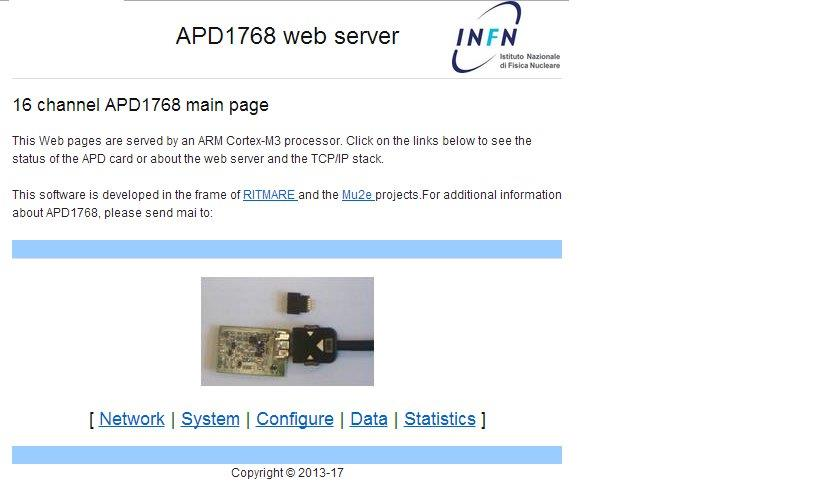 APD1768 web server
INFN
Istituto Nazionale
di Fisica Nucleare
16 channel APD1768 main page
This Web pages are served by an ARM Cortex-M3 processor. Click on the links below to see the
status of the APD card or about the web server and the TCP/IP stack.
This software is developed in the frame of RITMARE and the Mu2e projects.For additional information
about APD1768, please send mai to:
[ Network | System | Configure | Data | Statistics ]
Copyright © 2013-17